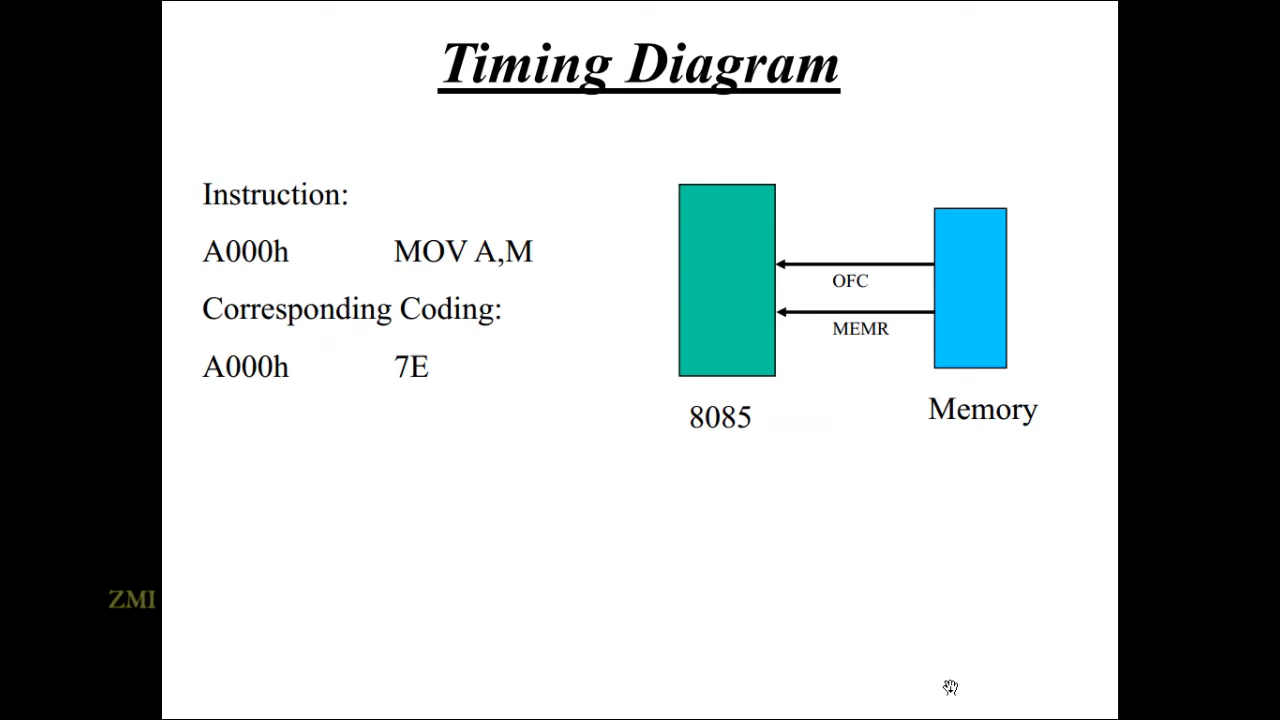 Timing Diagram
Instruction:
A000h MOV A,M
Corresponding Coding:
A000h 7E
OFC
MEMR
8085
Memory
ZMI